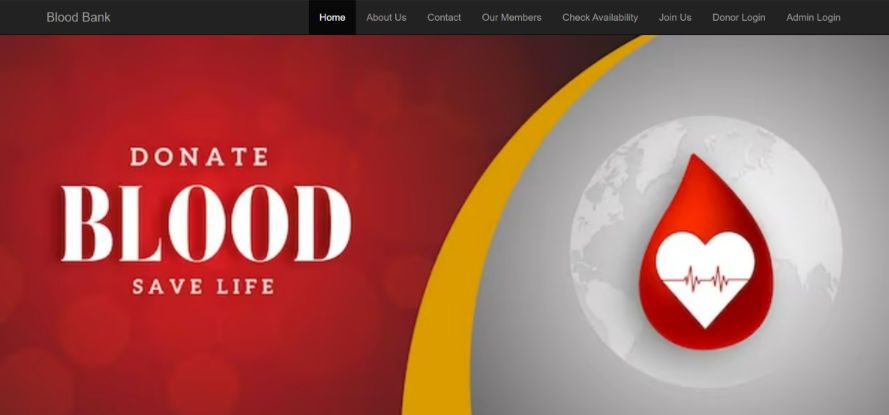 Blood Bank
Home About Us Contact Our Members Check Availability Join Us Donor Login Admin Login
DONATE
BLOOD
SAVE LIFE